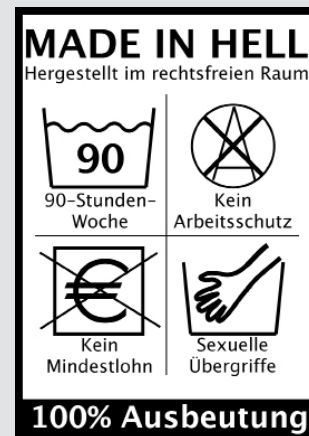 MADE IN HELL
Hergestellt im rechtsfreien Raum
90
90-Stunden-
Woche
A
Kein
Arbeitsschutz
€
Kein
Mindestlohn
Sexuelle
Übergriffe
100% Ausbeutung